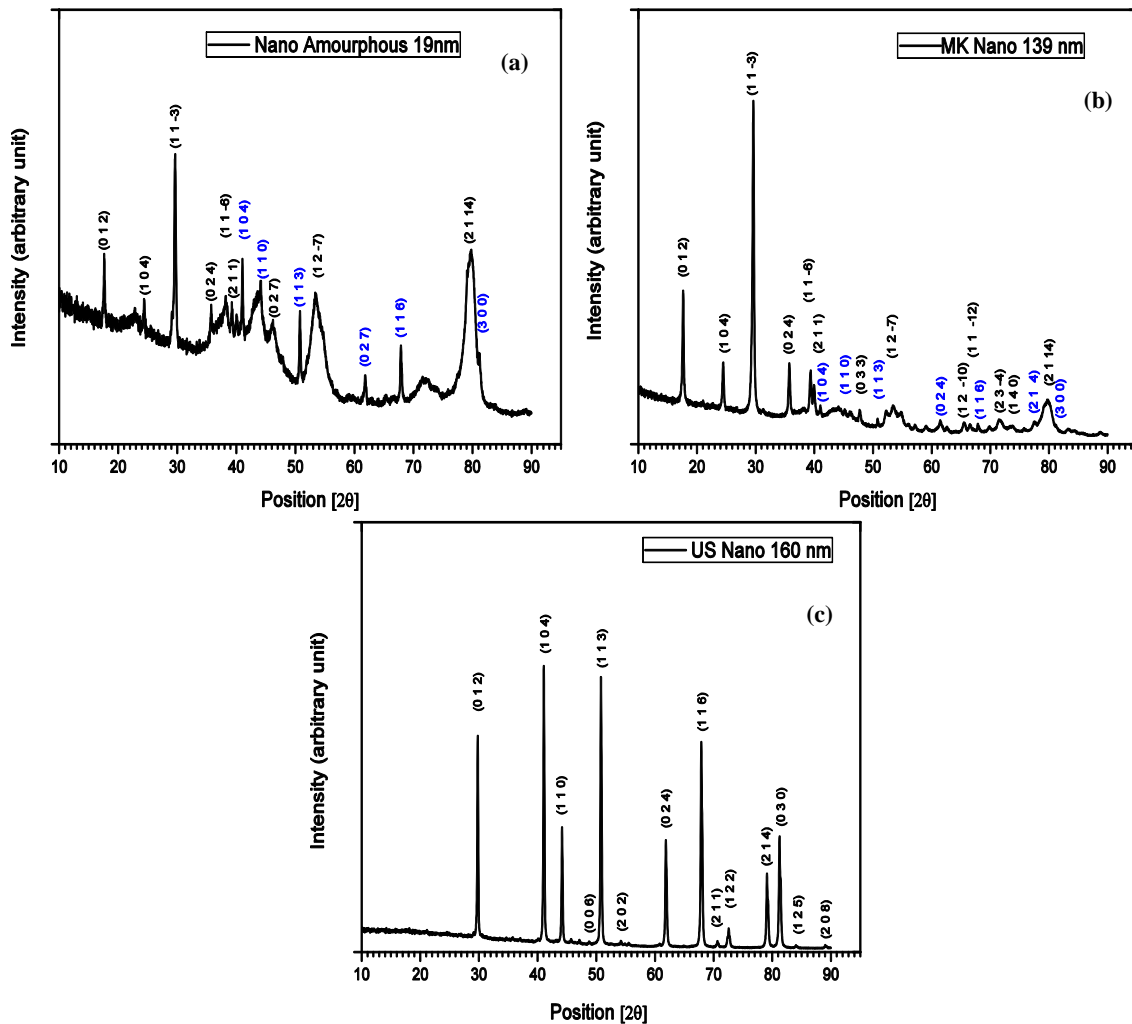 Nano Amourphous 19nm
(a)
Intensity (arbitrary unit)
(0 1 2)
(1 0 4)
(1 1 -3)
(0 2 4)
(1 1 -6)
(2 1 1)
(1 0 4)
(1 1 0)
(0 2 7)
(1 1 3)
(1 2 -7)
(0 2 7)
(1 1 6)
(2 1 14)
(3 0 0)
10 20 30 40 50 60 70 80 90
Position [2θ]
MK Nano 139 nm
(b)
Intensity (arbitrary unit)
(0 1 2)
(1 0 4)
(1 1 -3)
(0 2 4)
(1 1 -6)
(2 1 1)
(1 0 4)
(1 1 0)
(0 3 3)
(1 1 3)
(1 2 -7)
(0 2 4)
(1 2 -10)
(1 1 -12)
(1 1 6)
(2 3 -4)
(1 4 0)
(2 1 4)
(2 1 14)
(3 0 0)
10 20 30 40 50 60 70 80 90
Position [2θ]
US Nano 160 nm
(c)
Intensity (arbitrary unit)
(0 1 2)
(1 0 4)
(1 1 0)
(0 0 6)
(1 1 3)
(2 0 2)
(0 2 4)
(1 1 6)
(2 1 1)
(1 2 2)
(2 1 4)
(0 3 0)
(1 2 5)
(2 0 8)
10 20 30 40 50 60 70 80 90
Position [2θ]